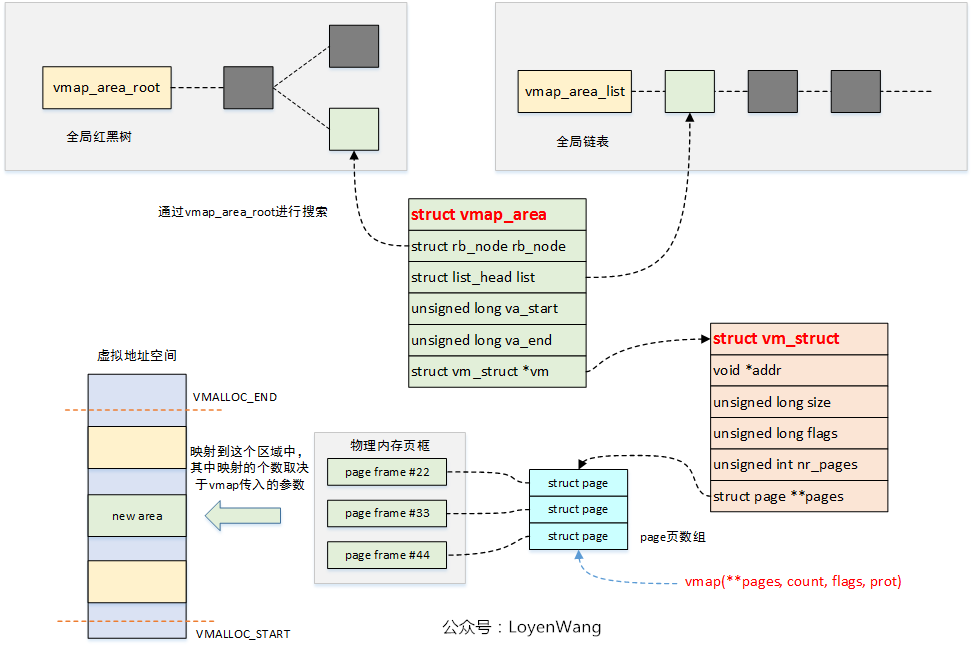 vmap_area_root
全局红黑树
vmap_area_list
全局链表
通过vmap_area_root进行搜索
struct vmap_area
struct rb_node rb_node
struct list_head list
unsigned long va_start
unsigned long va_end
struct vm_struct *vm
struct vm_struct
void *addr
unsigned long size
unsigned long flags
unsigned int nr_pages
struct page **pages
虚拟地址空间
VMALLOC_END
映射到这个区域中，
其中映射的个数取决
于vmap传入的参数
new area
VMALLOC_START
物理内存页框
page frame #22
page frame #33
page frame #44
struct page
struct page
struct page
page页数组
vmap(**pages, count, flags, prot)
公众号：LoyenWang